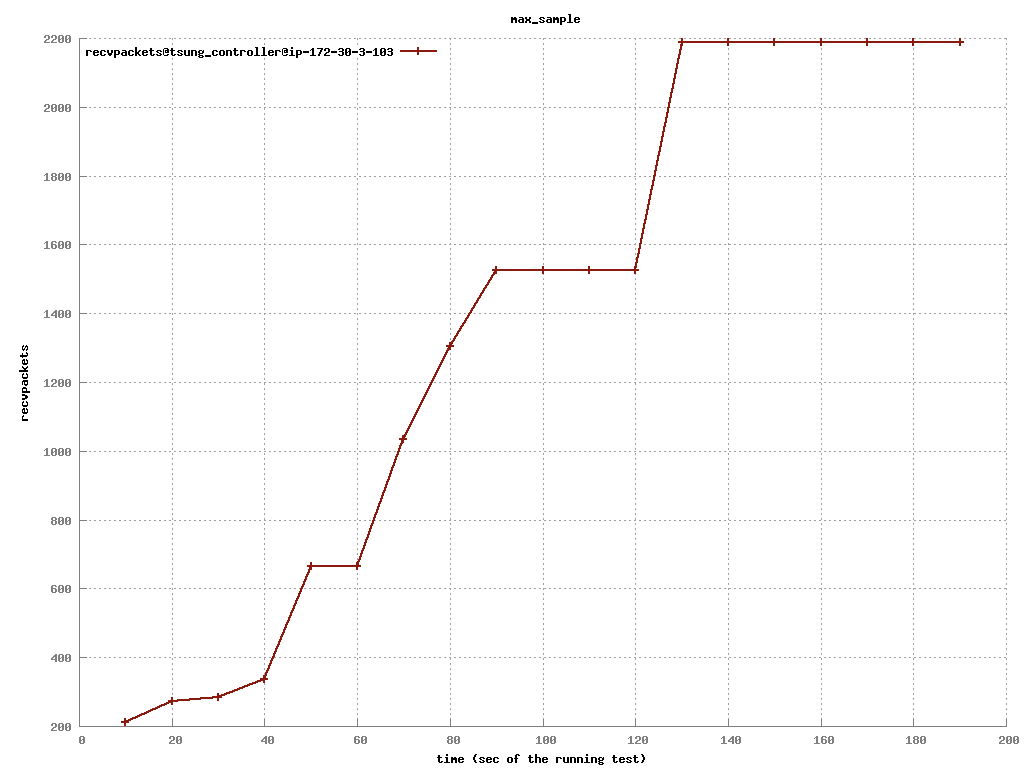 max_sample
recvpackets@tsung_controller@ip-172-30-3-103
2200
2000
1800
1600
1400
1200
1000
800
600
400
200
recvpackets
0 20 40 60 80 100 120 140 160 180 200
time (sec of the running test)